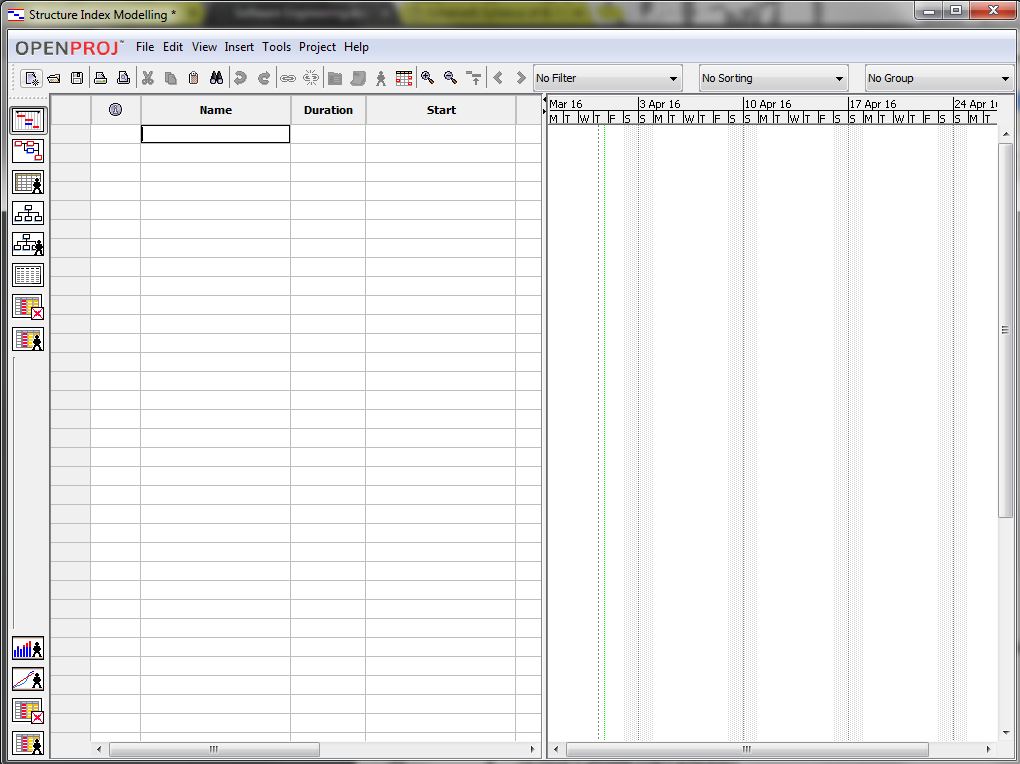 Structure Index Modelling *
OPENPROJ™ File Edit View Insert Tools Project Help
No Filter No Sorting No Group
Name Duration Start
Mar 16 3 Apr 16 10 Apr 16 17 Apr 16 24 Apr 1
M T W T F S S M T W T F S S M T W T F S S M T W T F S S M T